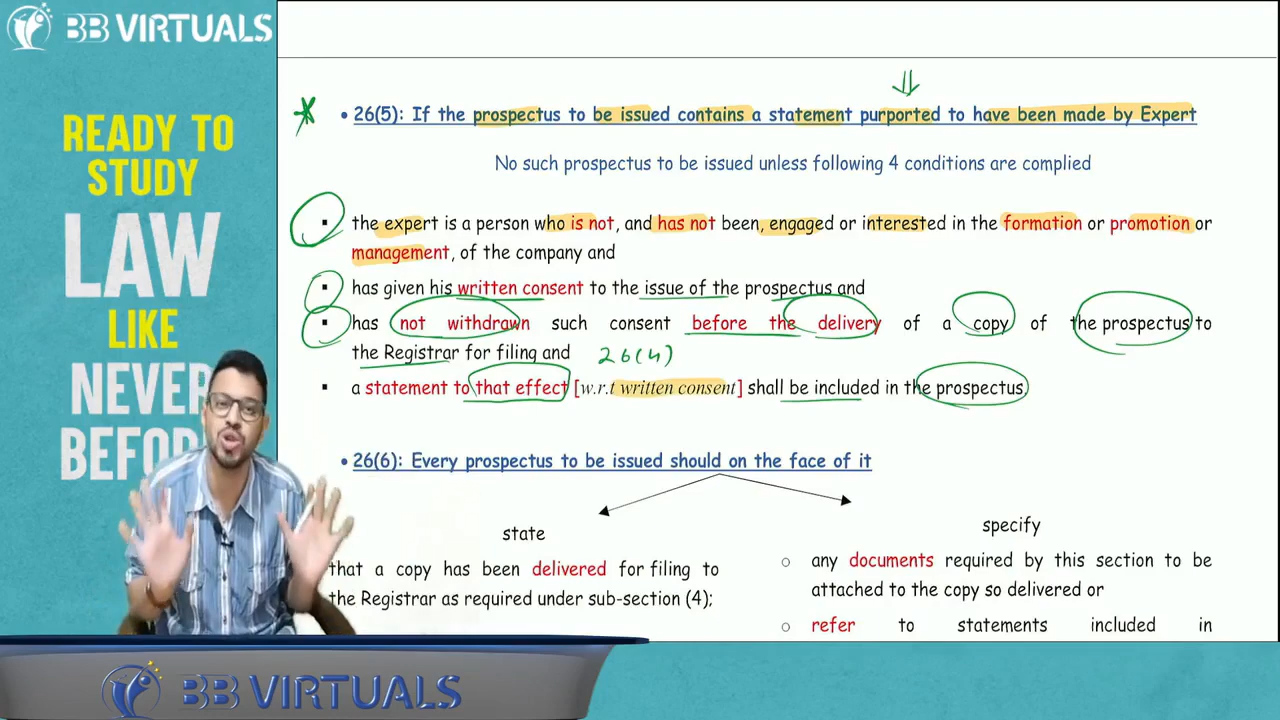 BB VIRTUALS
READY TO
STUDY
LAW
LIKE
NEVER
• 26(5): If the prospectus to be issued contains a statement purported to have been made by Expert
No such prospectus to be issued unless following 4 conditions are complied
▪ the expert is a person who is not, and has not been, engaged or interested in the formation or promotion or
management, of the company and
▪ has given his written consent to the issue of the prospectus and
▪ has not withdrawn such consent before the delivery of a copy of the prospectus to
the Registrar for filing and 26(4)
▪ a statement to that effect [w.r.t written consent] shall be included in the prospectus.
• 26(6): Every prospectus to be issued should on the face of it
state
that a copy has been delivered for filing to
the Registrar as required under sub-section (4);
specify
o any documents required by this section to be
attached to the copy so delivered or
o refer to statements included in
BB VIRTUALS